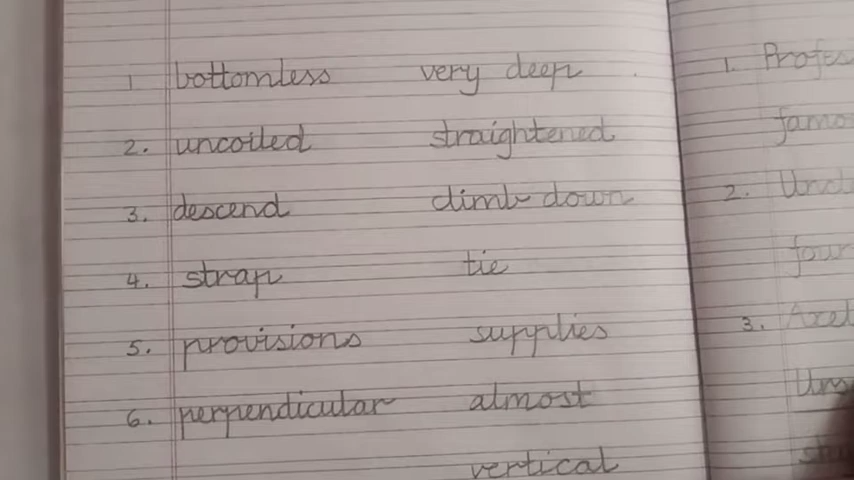 1 bottomless very deep
2. uncoiled straightened
3. descend climb down
4. strap tie
5. provisions supplies
6. perpendicular almost
vertical
1.
2.
3.